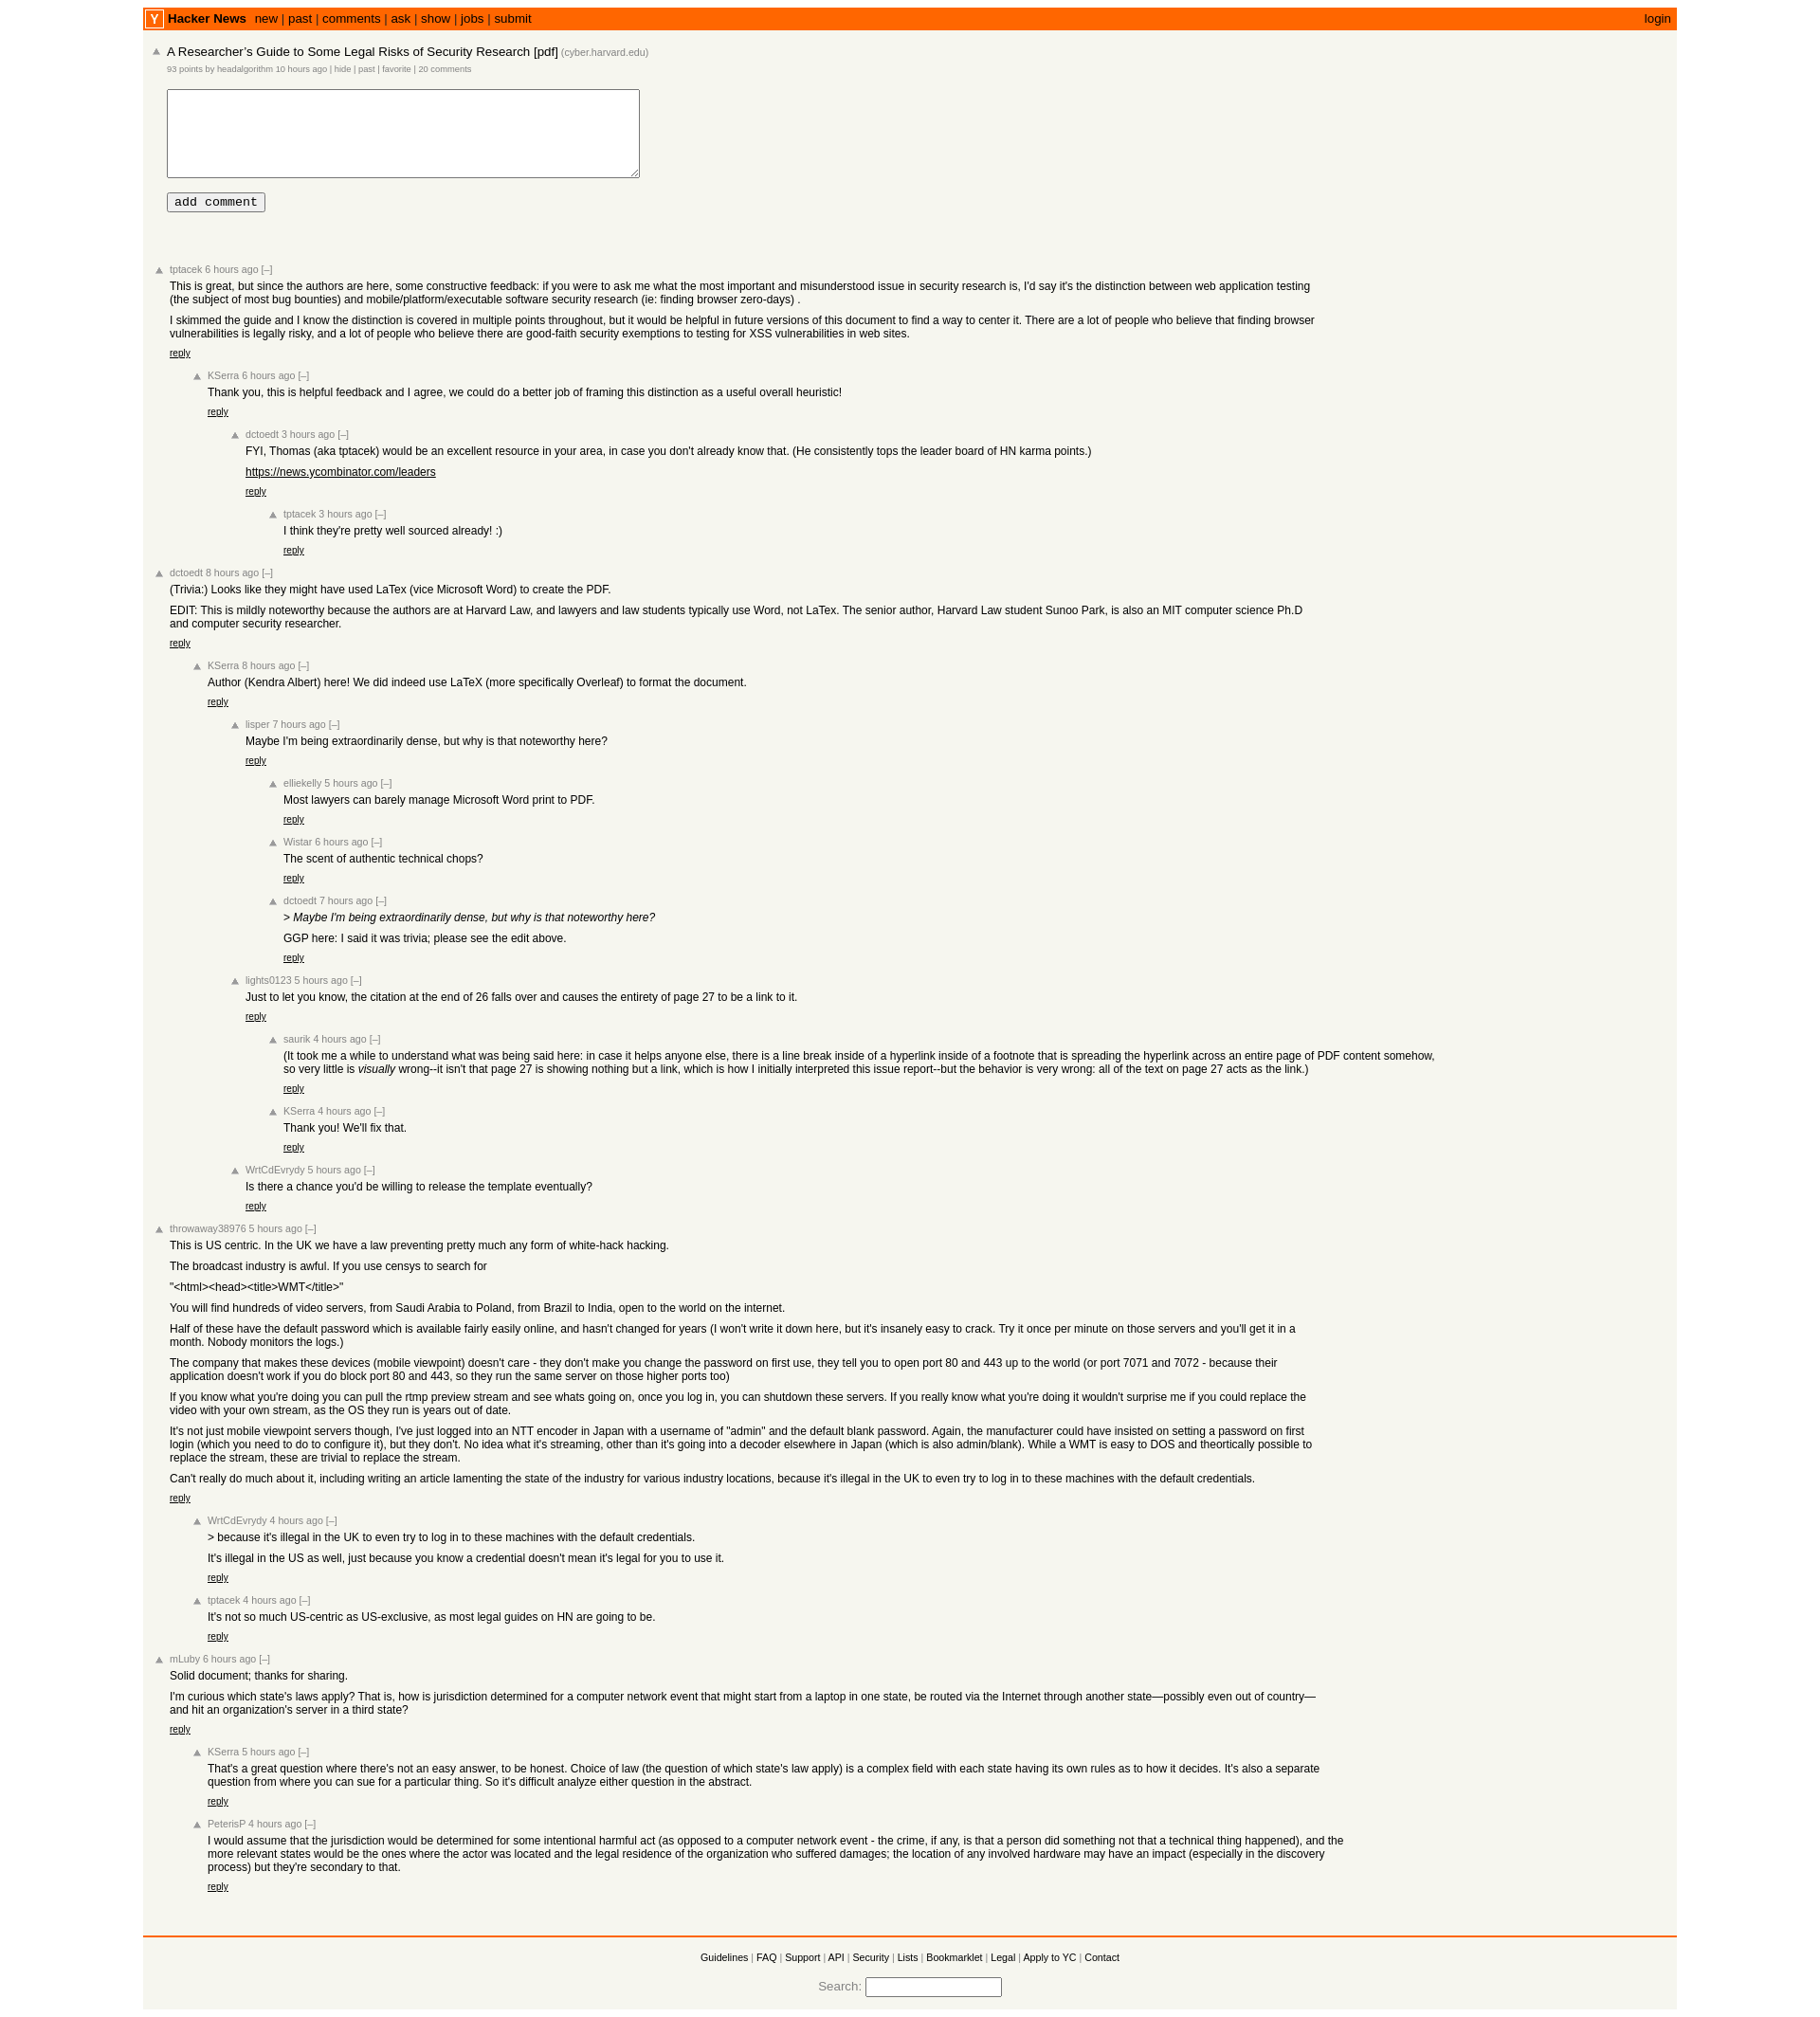 Y Hacker News new | past | comments | ask | show | jobs | submit login
A Researcher’s Guide to Some Legal Risks of Security Research [pdf] (cyber.harvard.edu)
93 points by headalgorithm 10 hours ago | hide | past | favorite | 20 comments
add comment
tptacek 6 hours ago [–]
This is great, but since the authors are here, some constructive feedback: if you were to ask me what the most important and misunderstood issue in security research is, I'd say it's the distinction between web application testing
(the subject of most bug bounties) and mobile/platform/executable software security research (ie: finding browser zero-days) .
I skimmed the guide and I know the distinction is covered in multiple points throughout, but it would be helpful in future versions of this document to find a way to center it. There are a lot of people who believe that finding browser
vulnerabilities is legally risky, and a lot of people who believe there are good-faith security exemptions to testing for XSS vulnerabilities in web sites.
reply
KSerra 6 hours ago [–]
Thank you, this is helpful feedback and I agree, we could do a better job of framing this distinction as a useful overall heuristic!
reply
dctoedt 3 hours ago [–]
FYI, Thomas (aka tptacek) would be an excellent resource in your area, in case you don't already know that. (He consistently tops the leader board of HN karma points.)
https://news.ycombinator.com/leaders
reply
tptacek 3 hours ago [–]
I think they're pretty well sourced already! :)
reply
dctoedt 8 hours ago [–]
(Trivia:) Looks like they might have used LaTex (vice Microsoft Word) to create the PDF.
EDIT: This is mildly noteworthy because the authors are at Harvard Law, and lawyers and law students typically use Word, not LaTex. The senior author, Harvard Law student Sunoo Park, is also an MIT computer science Ph.D
and computer security researcher.
reply
KSerra 8 hours ago [–]
Author (Kendra Albert) here! We did indeed use LaTeX (more specifically Overleaf) to format the document.
reply
lisper 7 hours ago [–]
Maybe I'm being extraordinarily dense, but why is that noteworthy here?
reply
elliekelly 5 hours ago [–]
Most lawyers can barely manage Microsoft Word print to PDF.
reply
Wistar 6 hours ago [–]
The scent of authentic technical chops?
reply
dctoedt 7 hours ago [–]
> Maybe I'm being extraordinarily dense, but why is that noteworthy here?
GGP here: I said it was trivia; please see the edit above.
reply
lights0123 5 hours ago [–]
Just to let you know, the citation at the end of 26 falls over and causes the entirety of page 27 to be a link to it.
reply
saurik 4 hours ago [–]
(It took me a while to understand what was being said here: in case it helps anyone else, there is a line break inside of a hyperlink inside of a footnote that is spreading the hyperlink across an entire page of PDF content somehow,
so very little is visually wrong--it isn't that page 27 is showing nothing but a link, which is how I initially interpreted this issue report--but the behavior is very wrong: all of the text on page 27 acts as the link.)
reply
KSerra 4 hours ago [–]
Thank you! We'll fix that.
reply
WrtCdEvrydy 5 hours ago [–]
Is there a chance you'd be willing to release the template eventually?
reply
throwaway38976 5 hours ago [–]
This is US centric. In the UK we have a law preventing pretty much any form of white-hack hacking.
The broadcast industry is awful. If you use censys to search for
"<html><head><title>WMT</title>"
You will find hundreds of video servers, from Saudi Arabia to Poland, from Brazil to India, open to the world on the internet.
Half of these have the default password which is available fairly easily online, and hasn't changed for years (I won't write it down here, but it's insanely easy to crack. Try it once per minute on those servers and you'll get it in a
month. Nobody monitors the logs.)
The company that makes these devices (mobile viewpoint) doesn't care - they don't make you change the password on first use, they tell you to open port 80 and 443 up to the world (or port 7071 and 7072 - because their
application doesn't work if you do block port 80 and 443, so they run the same server on those higher ports too)
If you know what you're doing you can pull the rtmp preview stream and see whats going on, once you log in, you can shutdown these servers. If you really know what you're doing it wouldn't surprise me if you could replace the
video with your own stream, as the OS they run is years out of date.
It's not just mobile viewpoint servers though, I've just logged into an NTT encoder in Japan with a username of "admin" and the default blank password. Again, the manufacturer could have insisted on setting a password on first
login (which you need to do to configure it), but they don't. No idea what it's streaming, other than it's going into a decoder elsewhere in Japan (which is also admin/blank). While a WMT is easy to DOS and theortically possible to
replace the stream, these are trivial to replace the stream.
Can't really do much about it, including writing an article lamenting the state of the industry for various industry locations, because it's illegal in the UK to even try to log in to these machines with the default credentials.
reply
WrtCdEvrydy 4 hours ago [–]
> because it's illegal in the UK to even try to log in to these machines with the default credentials.
It's illegal in the US as well, just because you know a credential doesn't mean it's legal for you to use it.
reply
tptacek 4 hours ago [–]
It's not so much US-centric as US-exclusive, as most legal guides on HN are going to be.
reply
mLuby 6 hours ago [–]
Solid document; thanks for sharing.
I'm curious which state's laws apply? That is, how is jurisdiction determined for a computer network event that might start from a laptop in one state, be routed via the Internet through another state—possibly even out of country—
and hit an organization's server in a third state?
reply
KSerra 5 hours ago [–]
That's a great question where there's not an easy answer, to be honest. Choice of law (the question of which state's law apply) is a complex field with each state having its own rules as to how it decides. It's also a separate
question from where you can sue for a particular thing. So it's difficult analyze either question in the abstract.
reply
PeterisP 4 hours ago [–]
I would assume that the jurisdiction would be determined for some intentional harmful act (as opposed to a computer network event - the crime, if any, is that a person did something not that a technical thing happened), and the
more relevant states would be the ones where the actor was located and the legal residence of the organization who suffered damages; the location of any involved hardware may have an impact (especially in the discovery
process) but they're secondary to that.
reply
Guidelines | FAQ | Support | API | Security | Lists | Bookmarklet | Legal | Apply to YC | Contact
Search: